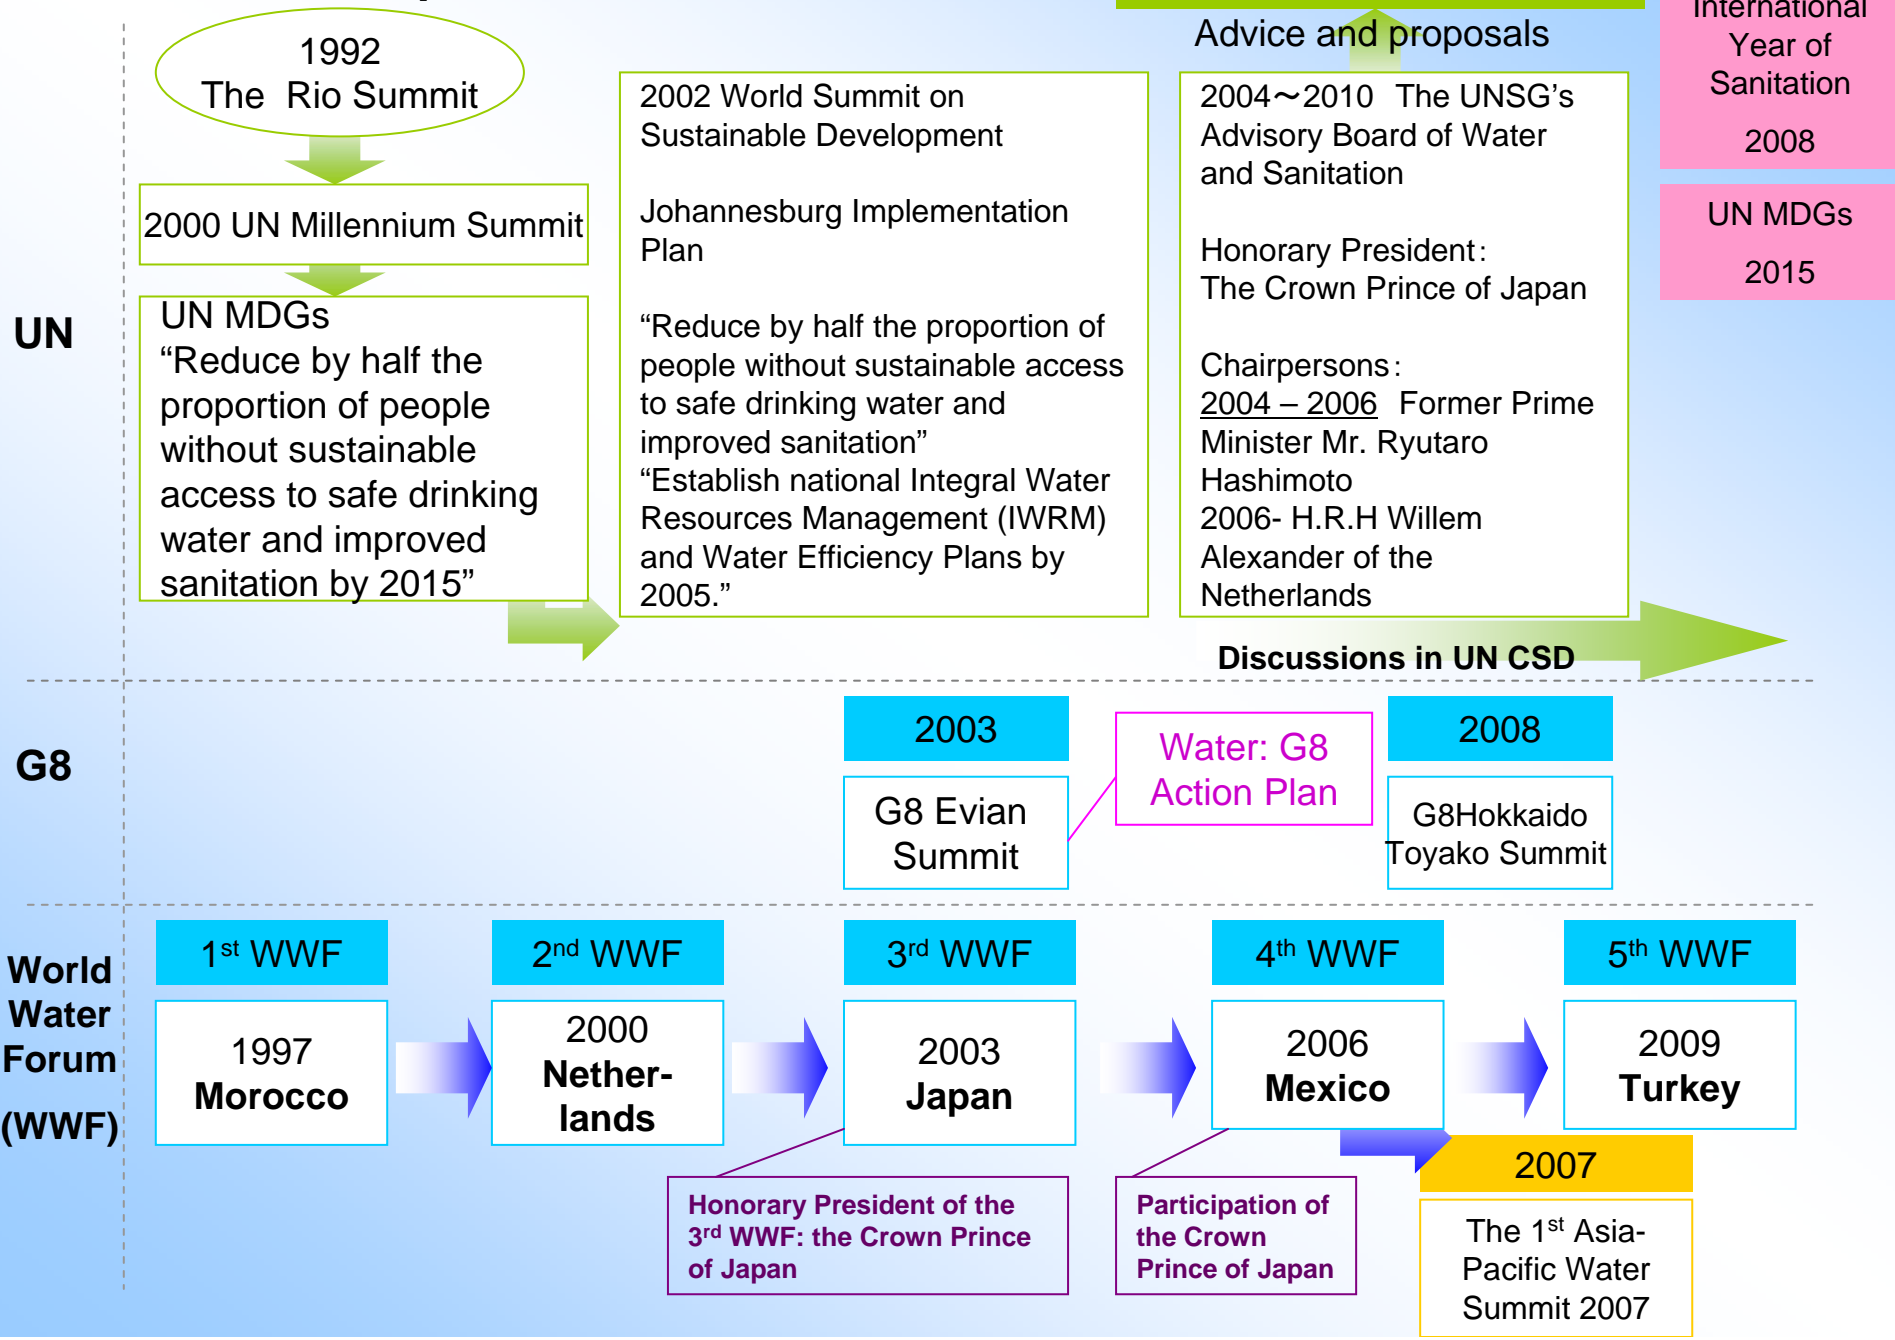 1992
The Rio Summit
2000 UN Millennium Summit
UN MDGs
“Reduce by half the
proportion of people
without sustainable
access to safe drinking
water and improved
sanitation by 2015”
2002 World Summit on
Sustainable Development
Johannesburg Implementation
Plan
“Reduce by half the proportion of
people without sustainable access
to safe drinking water and
improved sanitation”
“Establish national Integral Water
Resources Management (IWRM)
and Water Efficiency Plans by
2005.”
Advice and proposals
2004～2010 The UNSG’s
Advisory Board of Water
and Sanitation
Honorary President：
The Crown Prince of Japan
Chairpersons：
2004 – 2006 Former Prime
Minister Mr. Ryutaro
Hashimoto
2006- H.R.H Willem
Alexander of the
Netherlands
International
Year of
Sanitation
2008
UN MDGs
2015
UN
Discussions in UN CSD
G8
2003
G8 Evian
Summit
Water: G8
Action Plan
2008
G8Hokkaido
Toyako Summit
World
Water
Forum
(WWF)
1st WWF
1997
Morocco
2nd WWF
2000
Nether-
lands
3rd WWF
2003
Japan
4th WWF
2006
Mexico
5th WWF
2009
Turkey
Honorary President of the
3rd WWF: the Crown Prince
of Japan
Participation of
the Crown
Prince of Japan
2007
The 1st Asia-
Pacific Water
Summit 2007